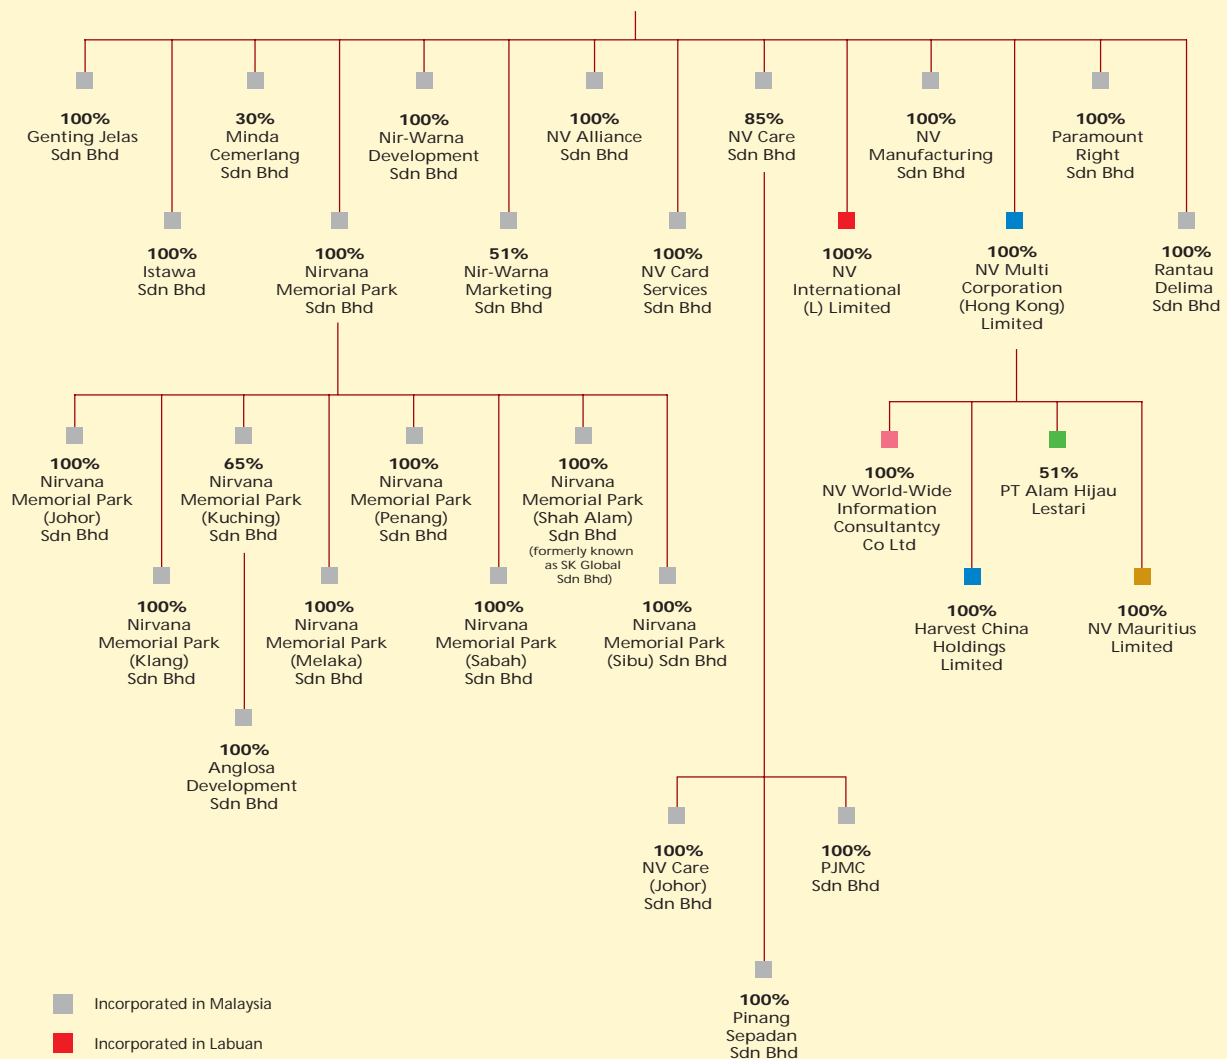 100%
Genting Jelas
Sdn Bhd
30%
Minda
Cemerlang
Sdn Bhd
100%
Nir-Warna
Development
Sdn Bhd
100%
NV Alliance
Sdn Bhd
85%
NV Care
Sdn Bhd
100%
NV
Manufacturing
Sdn Bhd
100%
Paramount
Right
Sdn Bhd
100%
Istawa
Sdn Bhd
100%
Nirvana
Memorial Park
Sdn Bhd
51%
Nir-Warna
Marketing
Sdn Bhd
100%
NV Card
Services
Sdn Bhd
100%
NV
International
(L) Limited
100%
NV Multi
Corporation
(Hong Kong)
Limited
100%
Rantau
Delima
Sdn Bhd
100%
Nirvana
Memorial Park
(Johor)
Sdn Bhd
65%
Nirvana
Memorial Park
(Kuching)
Sdn Bhd
100%
Nirvana
Memorial Park
(Penang)
Sdn Bhd
100%
Nirvana
Memorial Park
(Shah Alam)
Sdn Bhd
(formerly known
as SK Global
Sdn Bhd)
100%
NV World-Wide
Information
Consultantcy
Co Ltd
51%
PT Alam Hijau
Lestari
100%
Nirvana
Memorial Park
(Klang)
Sdn Bhd
100%
Nirvana
Memorial Park
(Melaka)
Sdn Bhd
100%
Nirvana
Memorial Park
(Sabah)
Sdn Bhd
100%
Nirvana
Memorial Park
(Sibu) Sdn Bhd
100%
Harvest China
Holdings
Limited
100%
NV Mauritius
Limited
100%
Anglosa
Development
Sdn Bhd
100%
NV Care
(Johor)
Sdn Bhd
100%
PJMC
Sdn Bhd
100%
Pinang
Sepadan
Sdn Bhd
Incorporated in Malaysia
Incorporated in Labuan